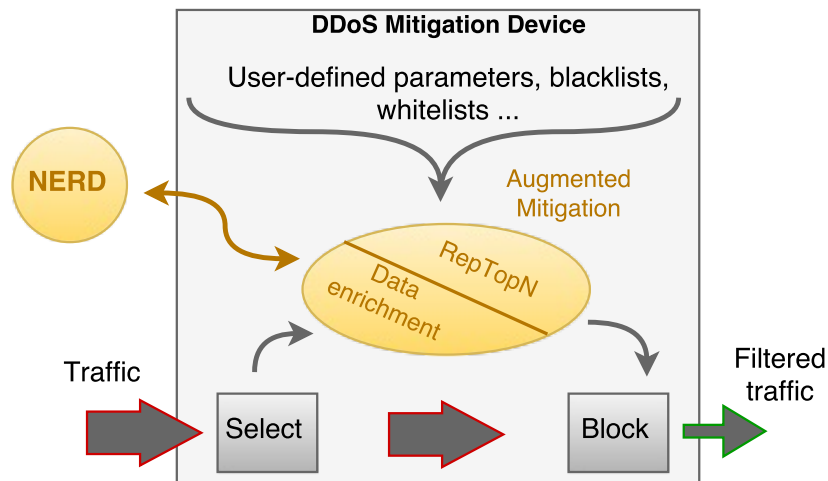 DDoS Mitigation Device
User-defined parameters, blacklists,
whitelists ...
NERD
Augmented
Mitigation
RepTopN
Data
enrichment
Traffic
Filtered
traffic
Select
Block